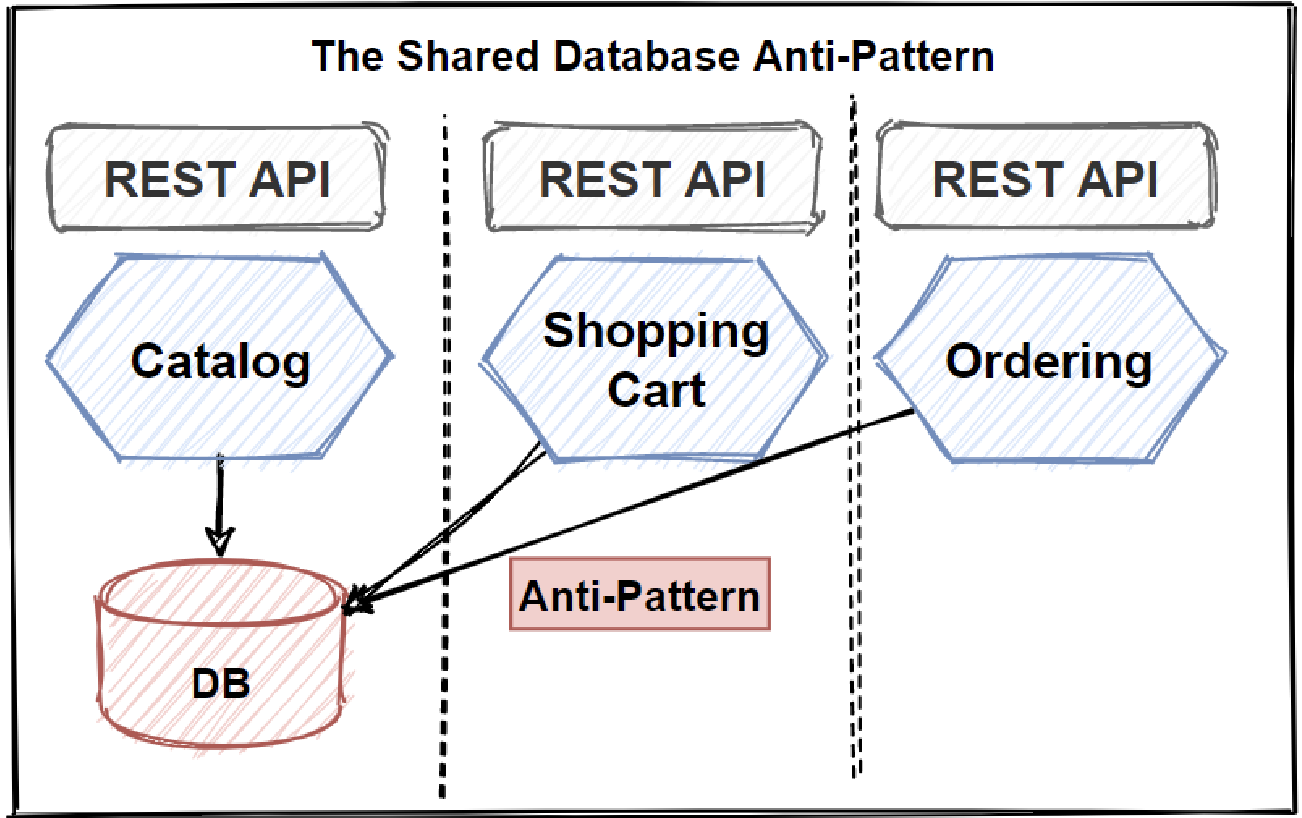 The Shared Database Anti-Pattern
REST API
REST API
REST API
Catalog
Shopping
Cart
Ordering
Anti-Pattern
DB